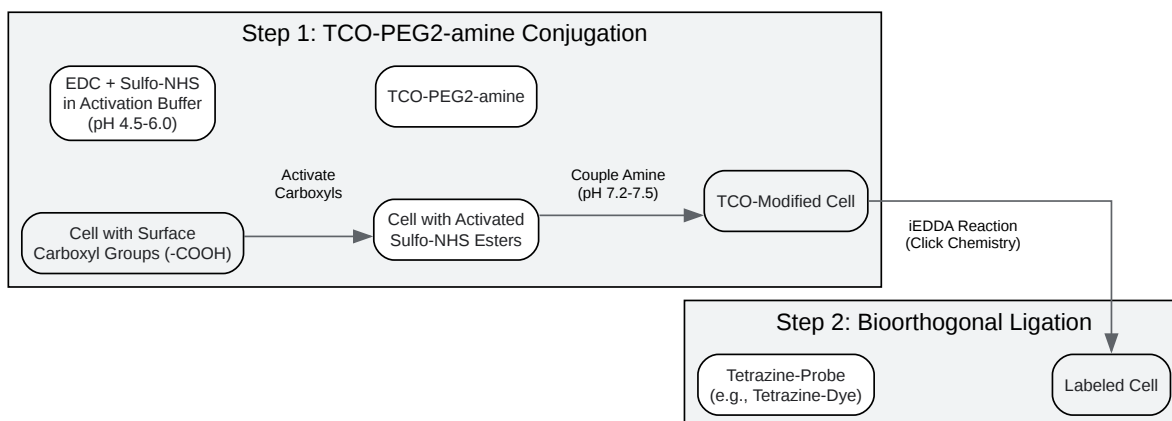 Step 1: TCO-PEG2-amine Conjugation
EDC + Sulfo-NHS
in Activation Buffer
(pH 4.5-6.0)
TCO-PEG2-amine
Activate
Carboxyls
Couple Amine
(pH 7.2-7.5)
Cell with Surface
Carboxyl Groups (-COOH)
Cell with Activated
Sulfo-NHS Esters
TCO-Modified Cell
iEDDA Reaction
(Click Chemistry)
Step 2: Bioorthogonal Ligation
Tetrazine-Probe
(e.g., Tetrazine-Dye)
Labeled Cell